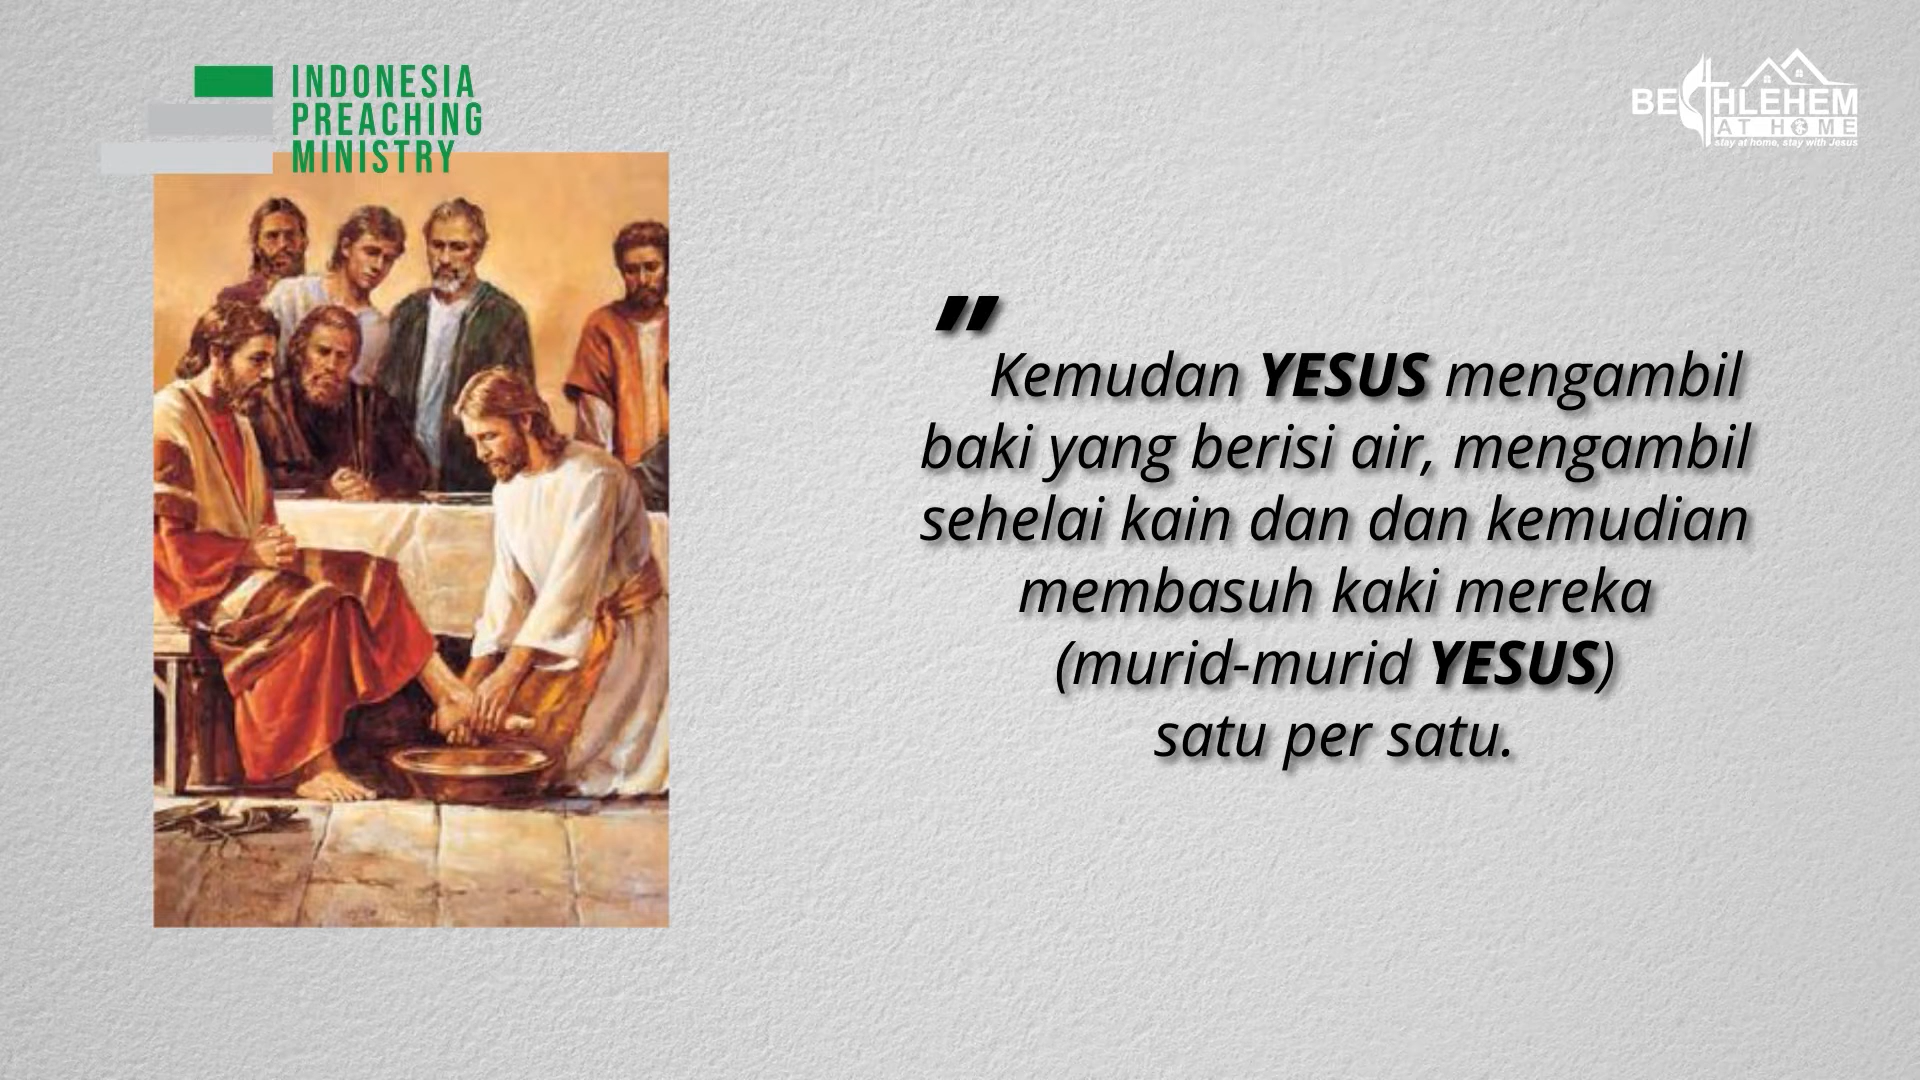 INDONESIA
PREACHING
MINISTRY
BETHLEHEM
AT HOME
stay at home, stay with Jesus
"
Kemudan YESUS mengambil
baki yang berisi air, mengambil
sehelai kain dan dan kemudian
membasuh kaki mereka
(murid-murid YESUS)
satu per satu.